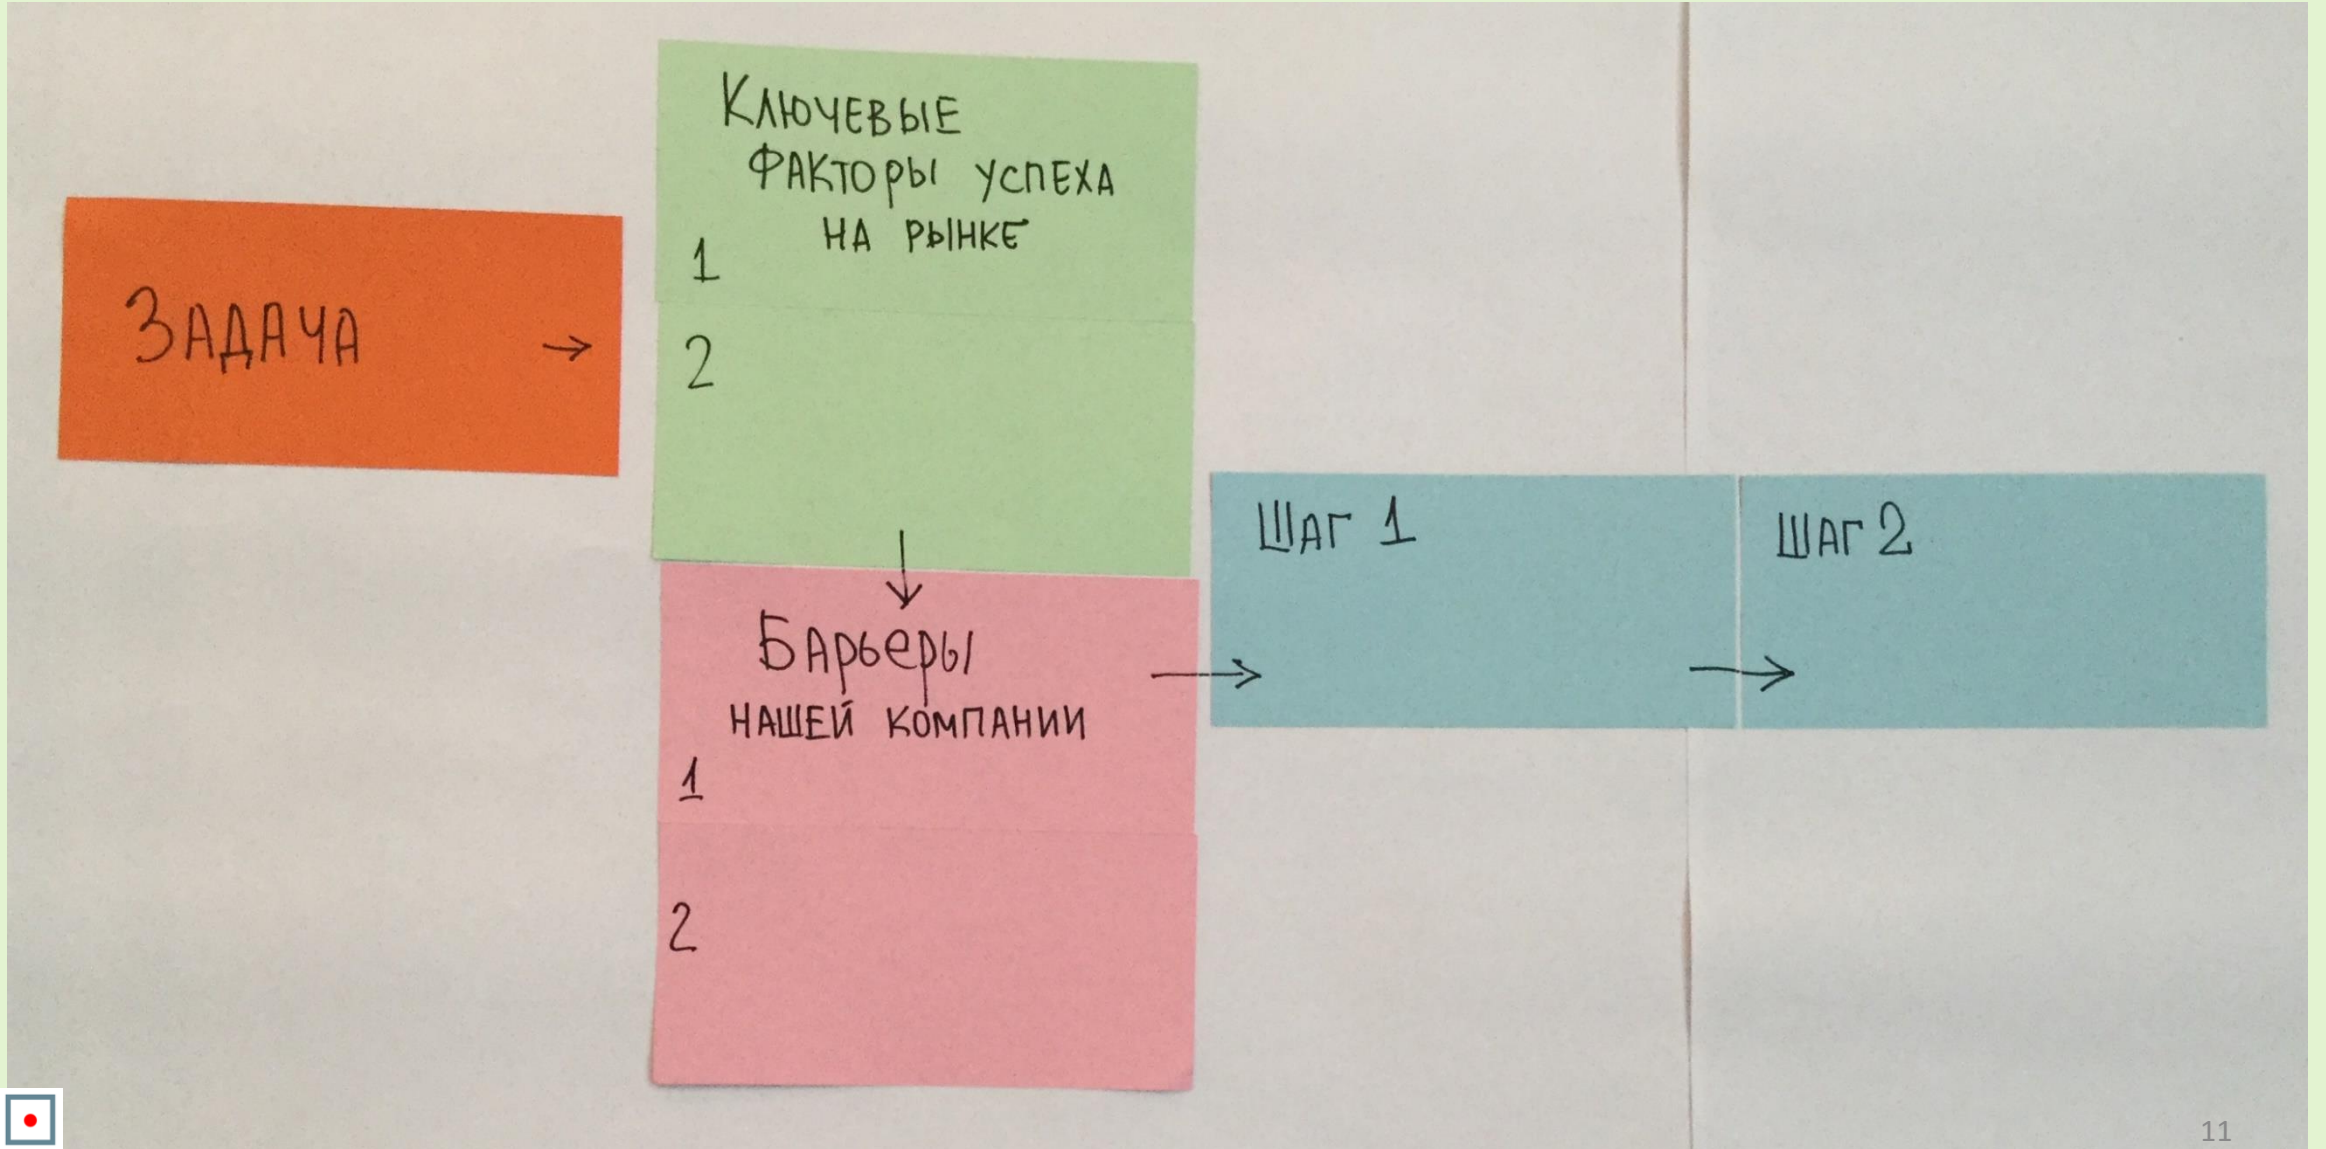 ЗАДАЧА →
КЛЮЧЕВЫЕ
ФАКТОРЫ УСПЕХА
НА РЫНКЕ
1
2
БАРЬЕРЫ
НАШЕЙ КОМПАНИИ
1
2
ШАГ 1
ШАГ 2
11